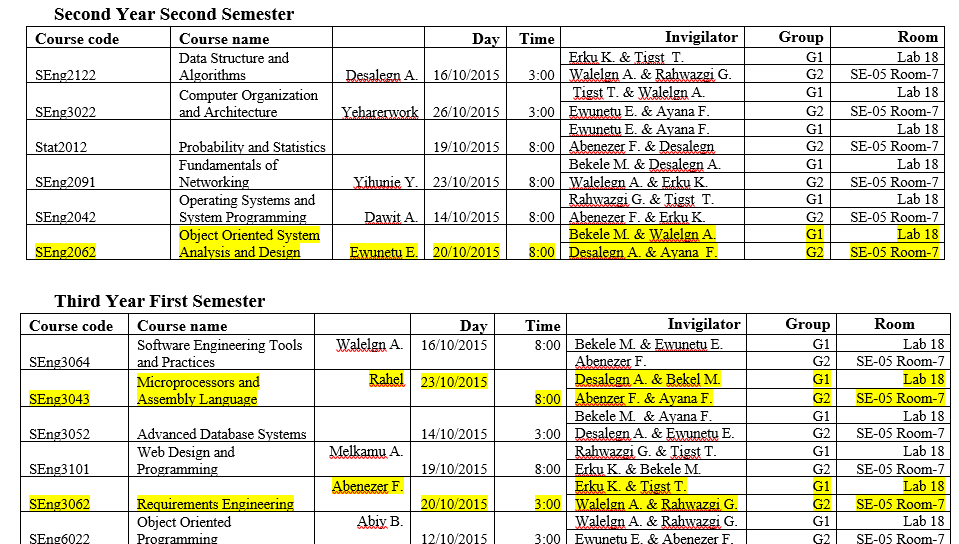 Second Year Second Semester
Course code Course name Day Time Invigilator Group Room
Data Structure and Erku K. & Tigst T. G1 Lab 18
SEng2122 Algorithms Desalegn A. 16/10/2015 3:00 Walelgn A. & Rahwazgi G. G2 SE-05 Room-7
Computer Organization Tigst T. & Walelgn A. G1 Lab 18
SEng3022 and Architecture Yeharerwork 26/10/2015 3:00 Ewunetu E. & Ayana F. G2 SE-05 Room-7
Ewunetu E. & Ayana F. G1 Lab 18
Stat2012 Probability and Statistics 19/10/2015 8:00 Abenezer F. & Desalegn G2 SE-05 Room-7
Fundamentals of Bekele M. & Desalegn A. G1 Lab 18
SEng2091 Networking Yihunie Y. 23/10/2015 8:00 Walelegn A. & Erku K. G2 SE-05 Room-7
Operating Systems and Rahwazgi G. & Tigst T. G1 Lab 18
SEng2042 System Programming Dawit A. 14/10/2015 8:00 Abenezer F. & Erku K. G2 SE-05 Room-7
Object Oriented System Bekele M. & Walelgn A. G1 Lab 18
SEng2062 Analysis and Design Ewunetu E. 20/10/2015 8:00 Desalegn A. & Ayana F. G2 SE-05 Room-7
Third Year First Semester
Course code Course name Day Time Invigilator Group Room
Software Engineering Tools Walelgn A. 16/10/2015 8:00 Bekele M. & Ewunetu E. G1 Lab 18
SEng3064 and Practices Abenezer F. G2 SE-05 Room-7
Microprocessors and Rahel 23/10/2015 Desalegn A. & Bekel M. G1 Lab 18
SEng3043 Assembly Language 8:00 Abenzer F. & Ayana F. G2 SE-05 Room-7
Bekele M. & Ayana F. G1 Lab 18
SEng3052 Advanced Database Systems 14/10/2015 3:00 Desalegn A. & Ewunetu E. G2 SE-05 Room-7
Web Design and Melkamu A. Rahwazgi G. & Tigst T. G1 Lab 18
SEng3101 Programming 19/10/2015 8:00 Erku K. & Bekele M. G2 SE-05 Room-7
Abenezer F. Erku K. & Tigst T. G1 Lab 18
SEng3062 Requirements Engineering 20/10/2015 3:00 Walelgn A. & Rahwazgi G. G2 SE-05 Room-7
Object Oriented Abiy B. Walelgn A. & Rahwazgi G. G1 Lab 18
SEng6022 Programming 12/10/2015 3:00 Ewunetu E. & Abenezer F. G2 SE-05 Room-7